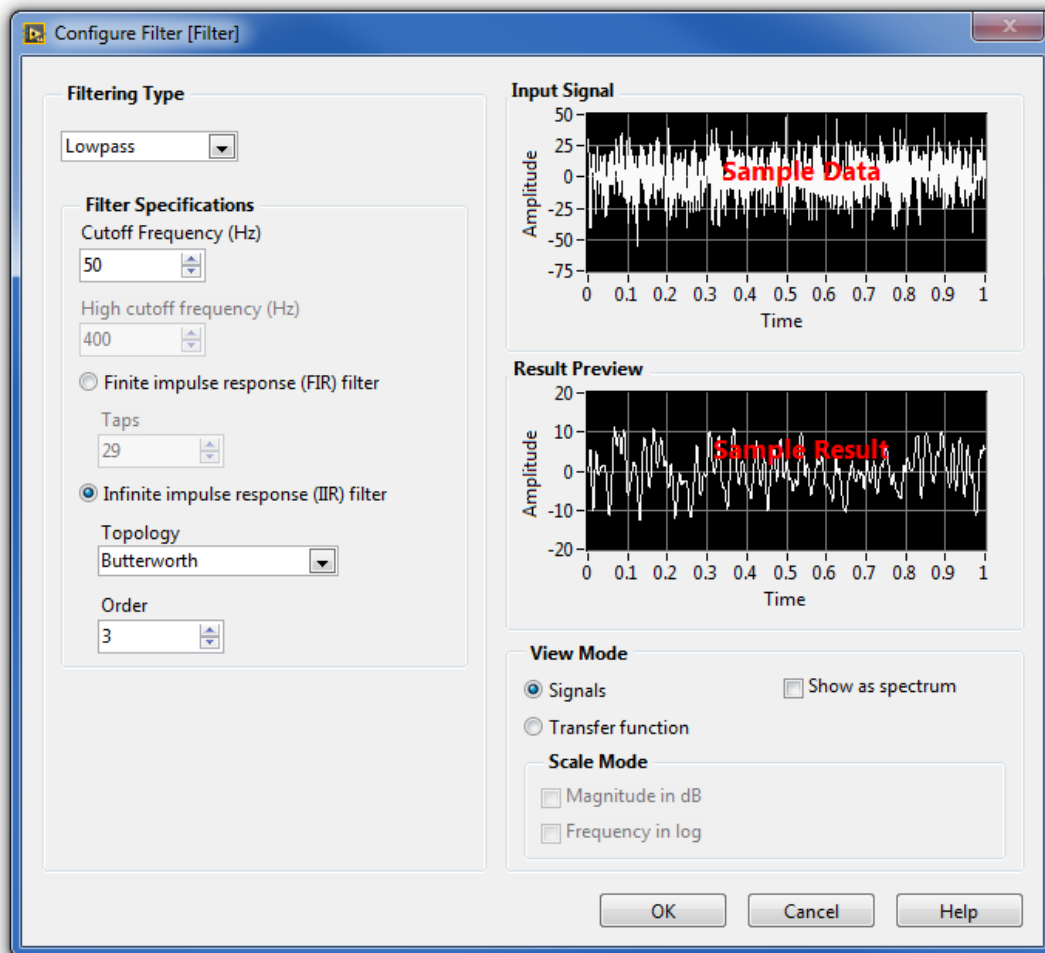 Configure Filter [Filter]
Filtering Type
Lowpass
Filter Specifications
Cutoff Frequency (Hz)
50
High cutoff frequency (Hz)
400
Finite impulse response (FIR) filter
Taps
29
Infinite impulse response (IIR) filter
Topology
Butterworth
Order
3
Input Signal
Amplitude
50
25
0
-25
-50
-75
Sample Data
0 0.1 0.2 0.3 0.4 0.5 0.6 0.7 0.8 0.9 1
Time
Result Preview
Amplitude
20
10
0
-10
-20
Sample Result
0 0.1 0.2 0.3 0.4 0.5 0.6 0.7 0.8 0.9 1
Time
View Mode
Signals
Show as spectrum
Transfer function
Scale Mode
Magnitude in dB
Frequency in log
OK Cancel Help